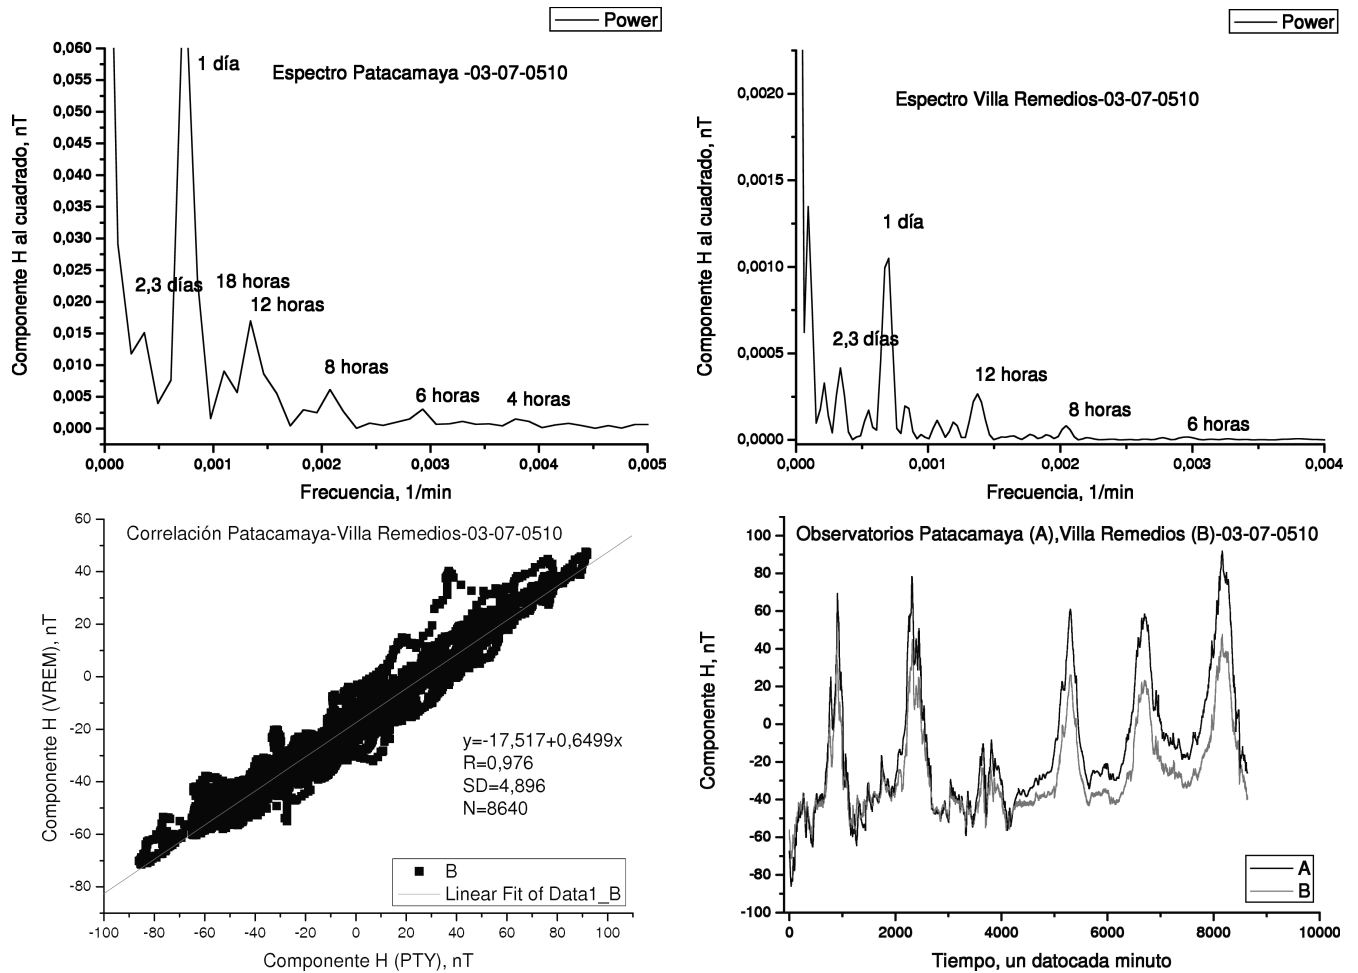 Power
0,060
0,055
0,050
0,045
0,040
0,035
0,030
0,025
0,020
0,015
0,010
0,005
0,000
Componente H al cuadrado, nT
Espectro Patacamaya -03-07-0510
1 día
2,3 días
18 horas
12 horas
8 horas
6 horas
4 horas
0,000 0,001 0,002 0,003 0,004 0,005
Frecuencia, 1/min
Power
0,0020
0,0015
0,0010
0,0005
0,0000
Componente H al cuadrado, nT
Espectro Villa Remedios-03-07-0510
1 día
2,3 días
12 horas
8 horas
6 horas
0,000 0,001 0,002 0,003 0,004
Frecuencia, 1/min
60
40
20
0
-20
-40
-60
-80
Componente H (VREM), nT
Correlación Patacamaya-Villa Remedios-03-07-0510
y=-17,517+0,6499x
R=0,976
SD=4,896
N=8640
B
Linear Fit of Data1_B
-100 -80 -60 -40 -20 0 20 40 60 80 100
Componente H (PTY), nT
100
80
60
40
20
0
-20
-40
-60
-80
-100
Componente H, nT
Observatorios Patacamaya (A),Villa Remedios (B)-03-07-0510
A
B
0 2000 4000 6000 8000 10000
Tiempo, un datocada minuto